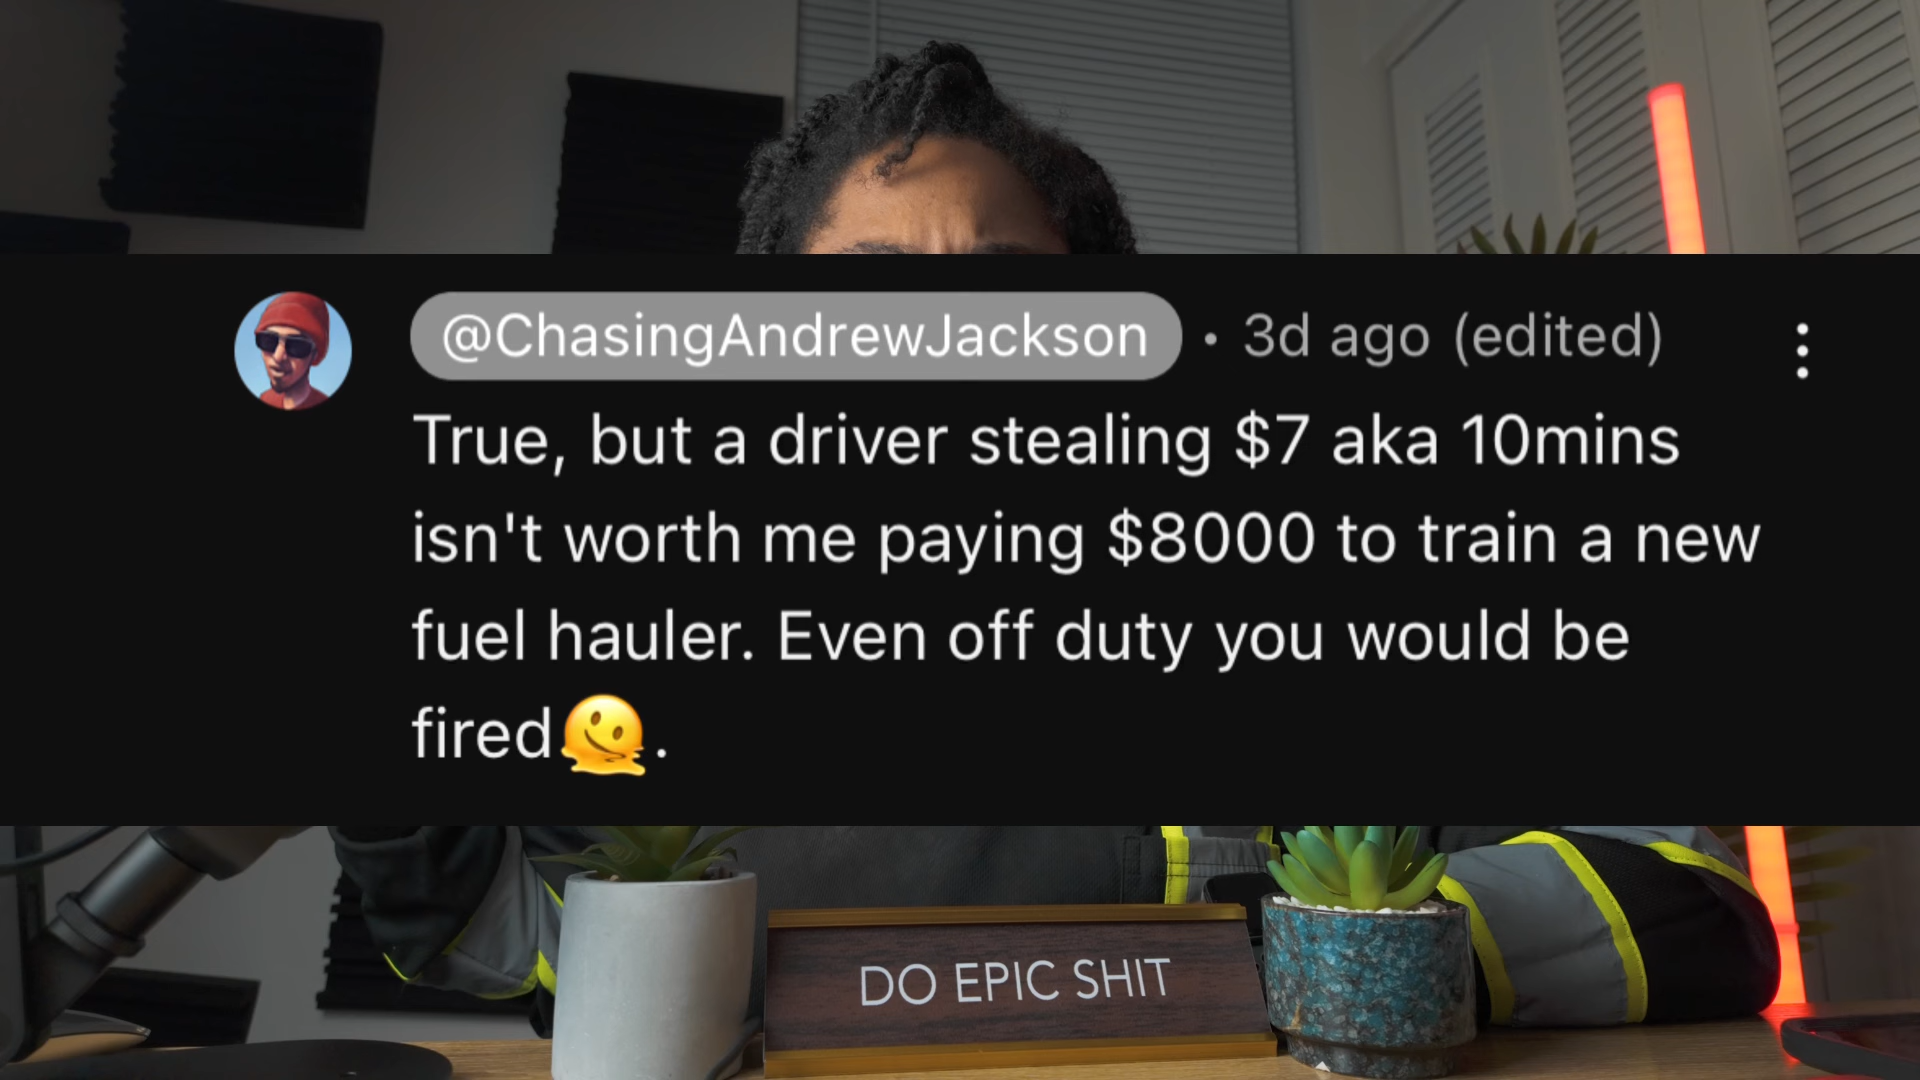 @ChasingAndrewJackson • 3d ago (edited)
True, but a driver stealing $7 aka 10mins
isn't worth me paying $8000 to train a new
fuel hauler. Even off duty you would be
fired🫠.
DO EPIC SHIT